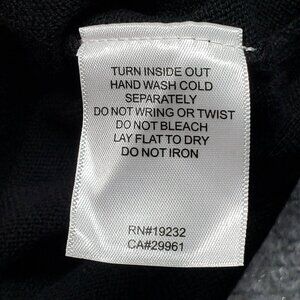 TURN INSIDE OUT
HAND WASH COLD
SEPARATELY
DO NOT WRING OR TWIST
DO NOT BLEACH
LAY FLAT TO DRY
DO NOT IRON
RN#19232
CA#29961